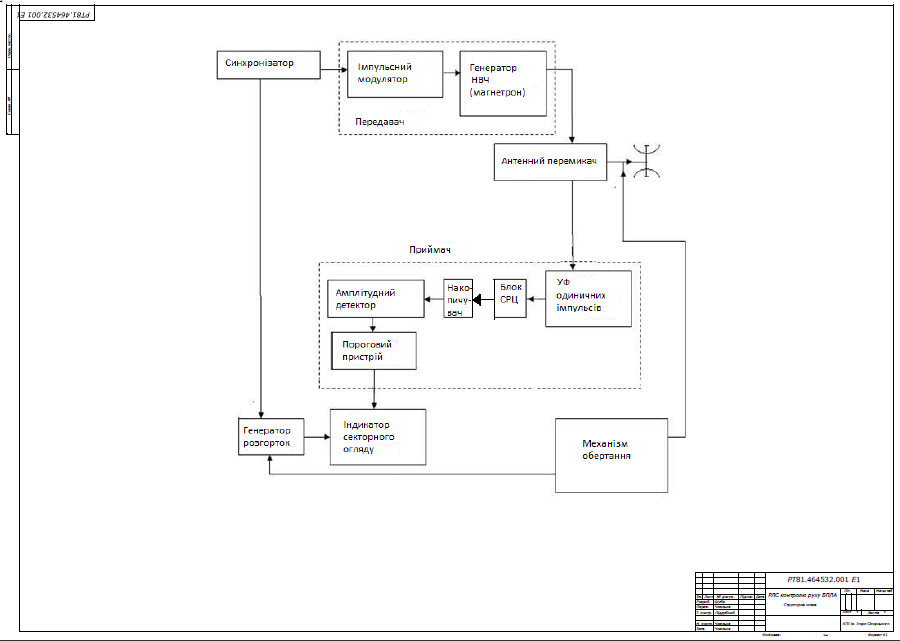 РТ81.464532.001 Е1
Синхронізатор
Імпульсний
модулятор
Генератор
НВЧ
(магнетрон)
Передавач
Антенний перемикач
Приймач
Амплітудний
детектор
Нако-
пичу-
вач
Блок
СРЦ
УФ
одиничних
імпульсів
Пороговий
пристрій
Генератор
розгорток
Індикатор
секторного
огляду
Механізм
обертання
РТ81.464532.001 Е1
РЛС контролю руху БПЛА
Структурна схема